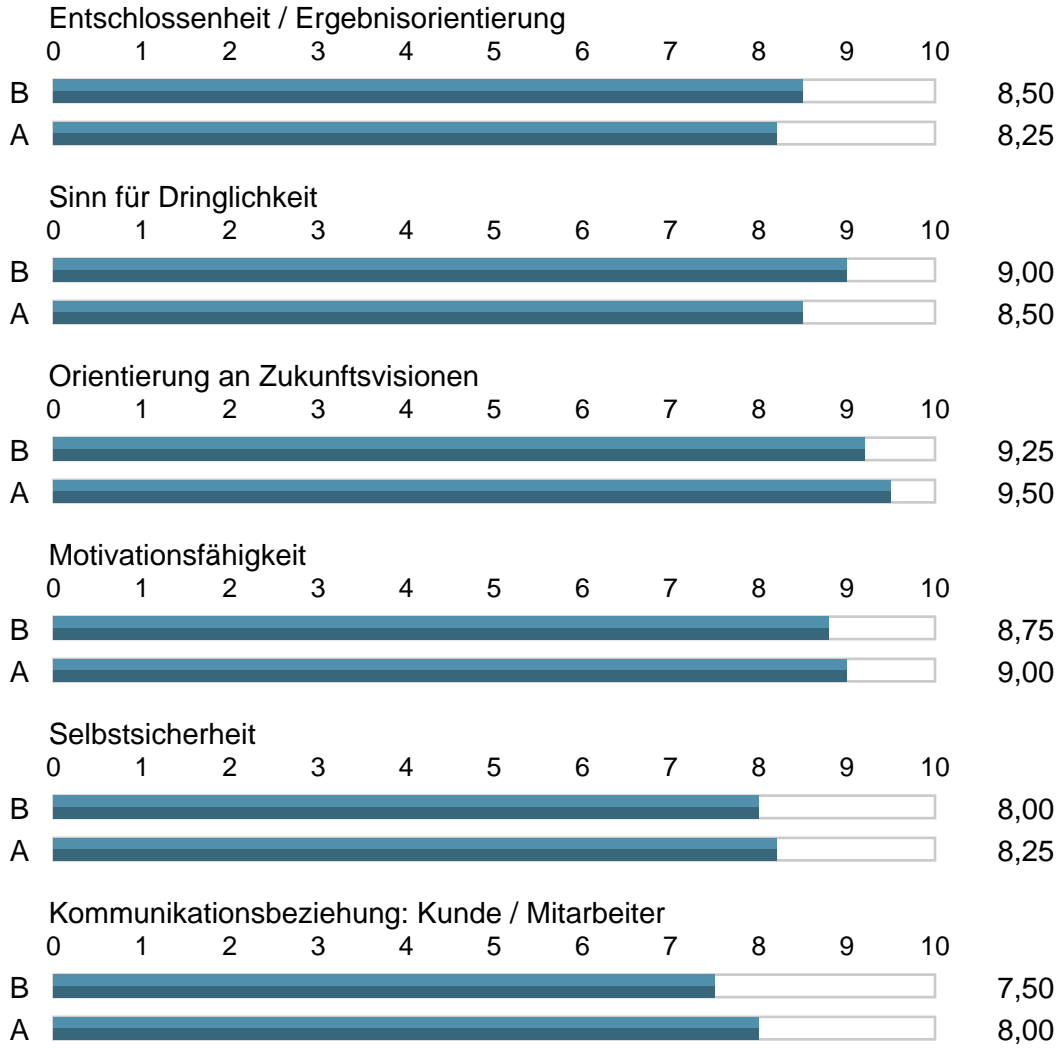 Entschlossenheit / Ergebnisorientierung
0 1 2 3 4 5 6 7 8 9 10
B 8,50
A 8,25
Sinn für Dringlichkeit
0 1 2 3 4 5 6 7 8 9 10
B 9,00
A 8,50
Orientierung an Zukunftsvisionen
0 1 2 3 4 5 6 7 8 9 10
B 9,25
A 9,50
Motivationsfähigkeit
0 1 2 3 4 5 6 7 8 9 10
B 8,75
A 9,00
Selbstsicherheit
0 1 2 3 4 5 6 7 8 9 10
B 8,00
A 8,25
Kommunikationsbeziehung: Kunde / Mitarbeiter
0 1 2 3 4 5 6 7 8 9 10
B 7,50
A 8,00